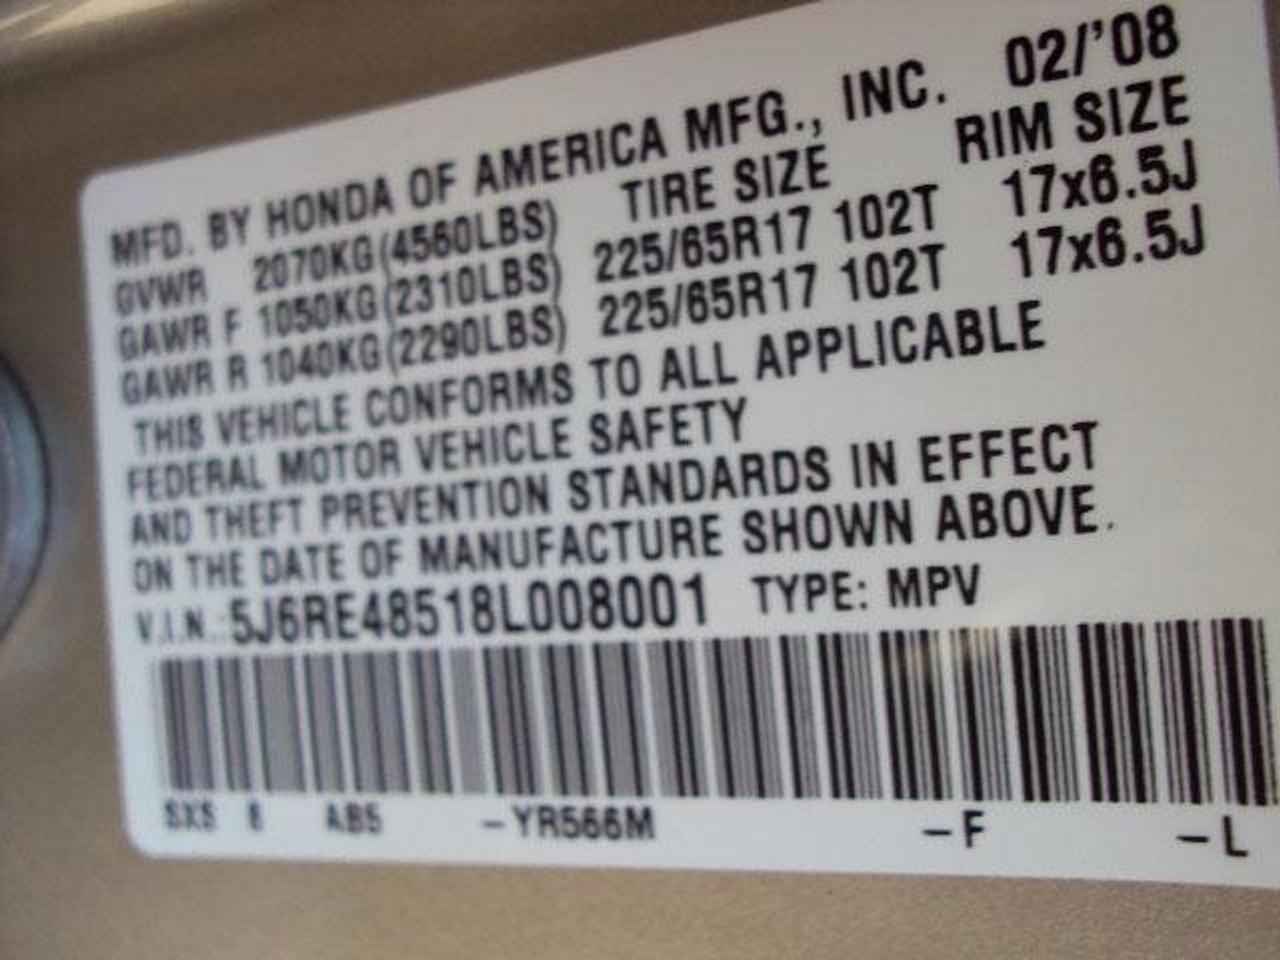 MFD. BY HONDA OF AMERICA MFG., INC. 02/'08
GVWR 2070KG(4560LBS) TIRE SIZE RIM SIZE
GAWR F 1050KG(2310LBS) 225/65R17 102T 17x6.5J
GAWR R 1040KG(2290LBS) 225/65R17 102T 17x6.5J
THIS VEHICLE CONFORMS TO ALL APPLICABLE
FEDERAL MOTOR VEHICLE SAFETY
AND THEFT PREVENTION STANDARDS IN EFFECT
ON THE DATE OF MANUFACTURE SHOWN ABOVE.
V.I.N.: 5J6RE48518L008001 TYPE: MPV
SXS 8 AB5 -YR566M -F -L